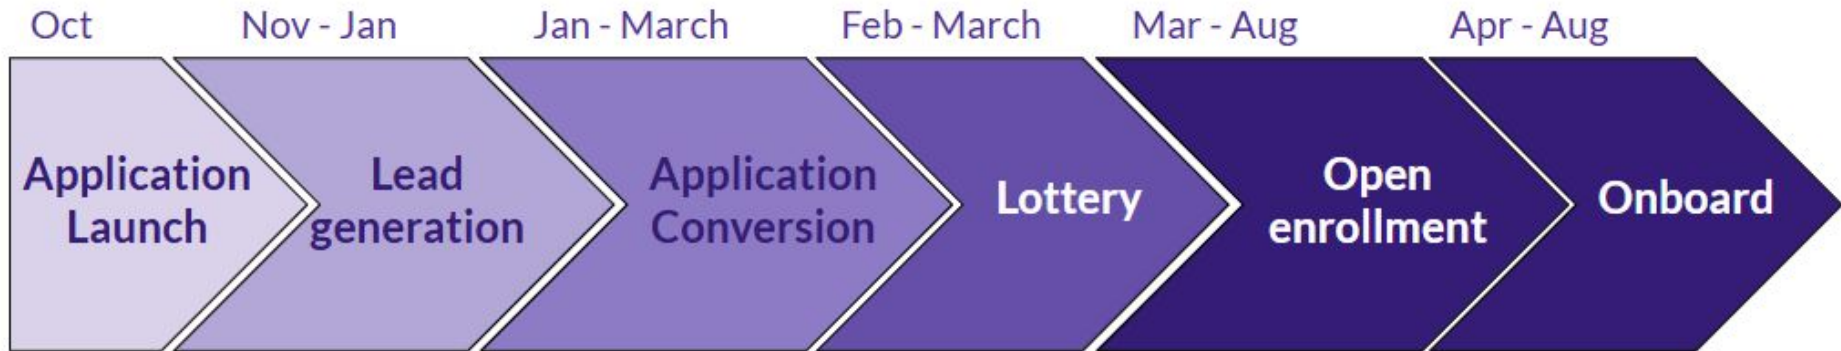 Oct
Nov - Jan
Jan - March
Feb - March
Mar - Aug
Apr - Aug
Application
Launch
Lead
generation
Application
Conversion
Lottery
Open
enrollment
Onboard